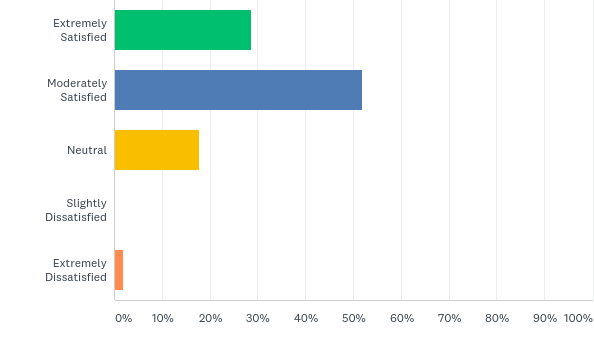 Extremely
Satisfied
Moderately
Satisfied
Neutral
Slightly
Dissatisfied
Extremely
Dissatisfied
0% 10% 20% 30% 40% 50% 60% 70% 80% 90% 100%